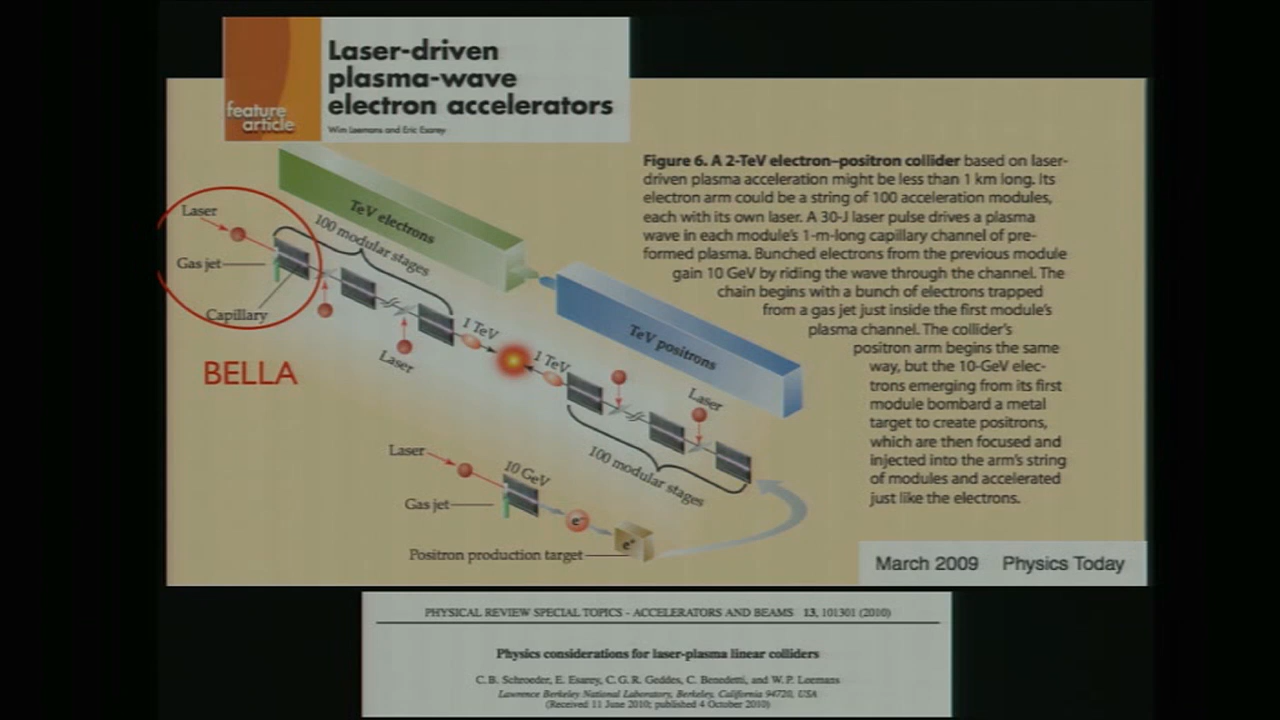 Laser-driven
plasma-wave
electron accelerators
feature
article
Wim Leemans and Eric Esarey
Figure 6. A 2-TeV electron–positron collider based on laser-
driven plasma acceleration might be less than 1 km long. Its
electron arm could be a string of 100 acceleration modules,
each with its own laser. A 30-J laser pulse drives a plasma
wave in each module's 1-m-long capillary channel of pre-
formed plasma. Bunched electrons from the previous module
gain 10 GeV by riding the wave through the channel. The
chain begins with a bunch of electrons trapped
from a gas jet just inside the first module's
plasma channel. The collider's
positron arm begins the same
way, but the 10-GeV elec-
trons emerging from its first
module bombard a metal
target to create positrons,
which are then focused and
injected into the arm's string
of modules and accelerated
just like the electrons.
TeV electrons
100 modular stages
Laser
Gas jet
Capillary
BELLA
Laser
1 TeV
1 TeV
TeV positrons
Laser
100 modular stages
Laser
10 GeV
Gas jet
e-
e+
Positron production target
March 2009 Physics Today
PHYSICAL REVIEW SPECIAL TOPICS - ACCELERATORS AND BEAMS 13, 101301 (2010)
Physics considerations for laser-plasma linear colliders
C. B. Schroeder, E. Esarey, C. G. R. Geddes, C. Benedetti, and W. P. Leemans
Lawrence Berkeley National Laboratory, Berkeley, California 94720, USA
(Received 11 June 2010; published 4 October 2010)